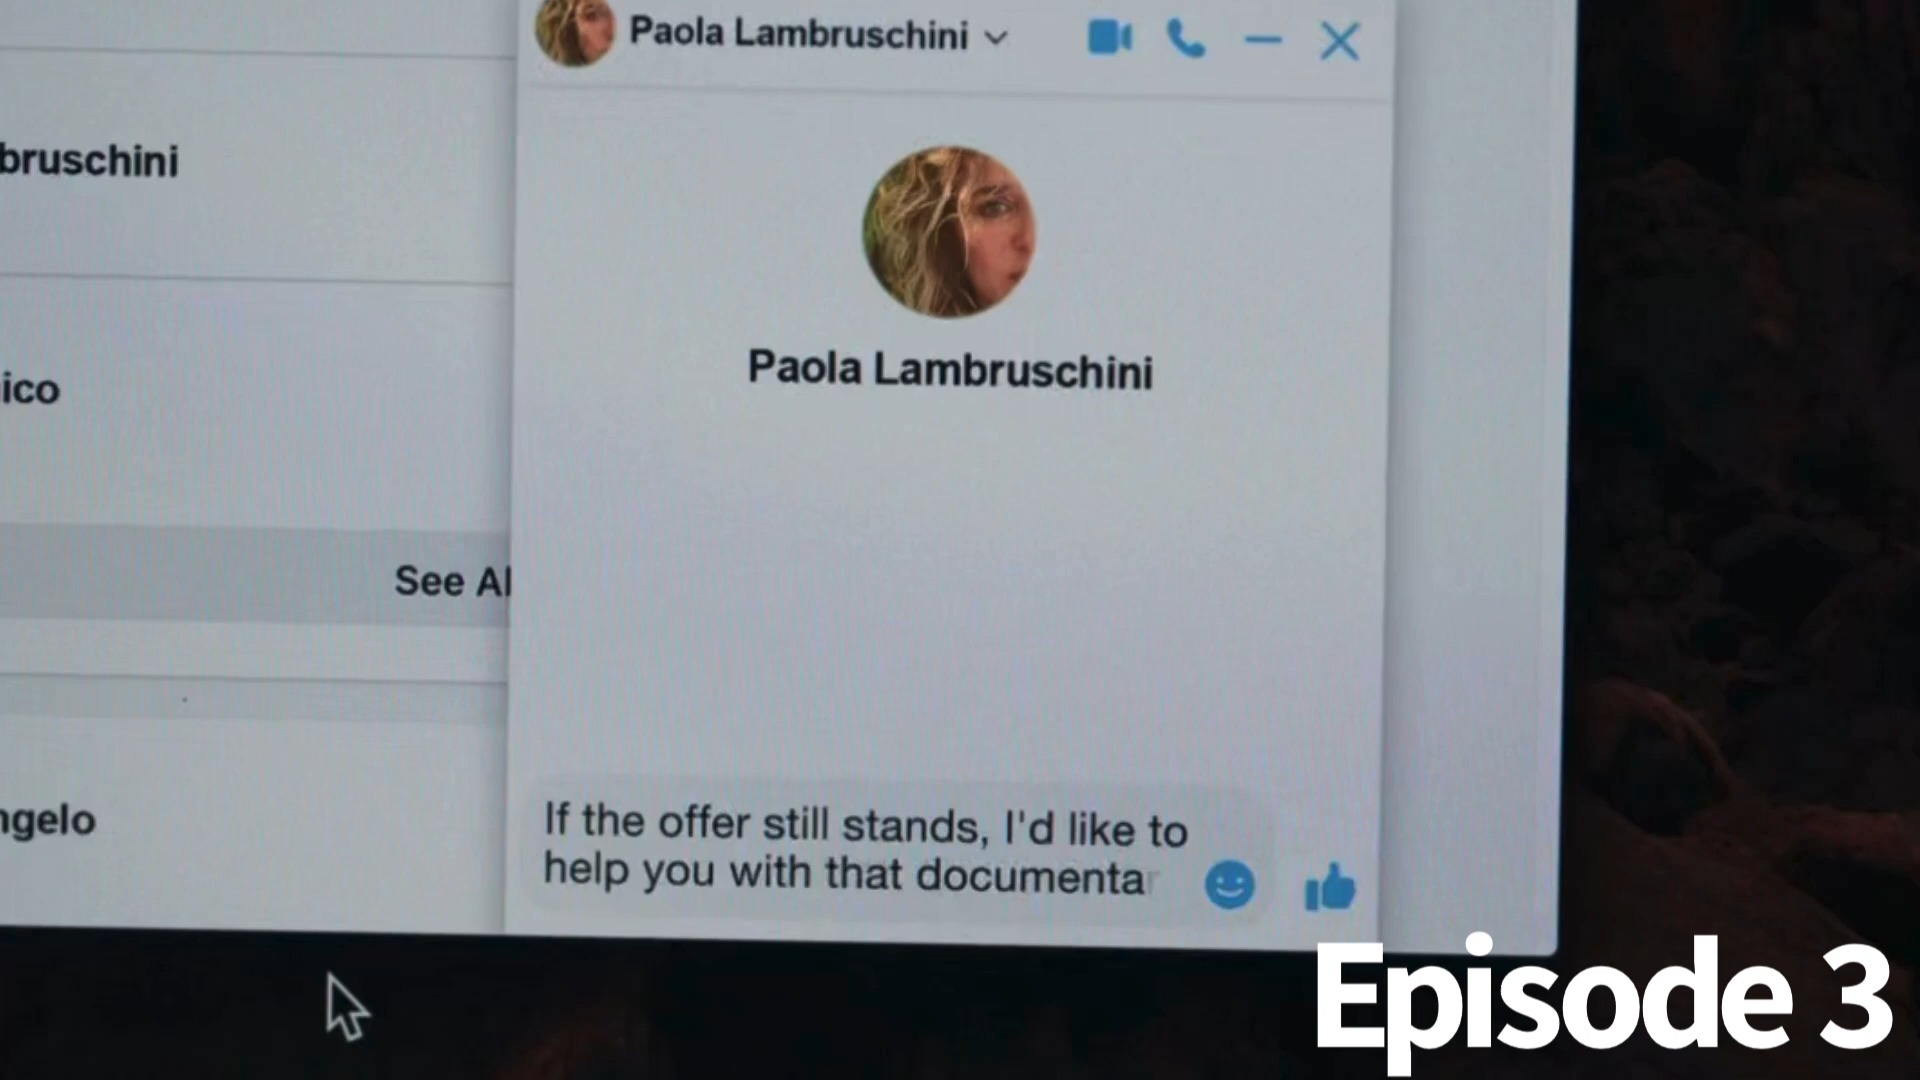 Paola Lambruschini
bruschini
Paola Lambruschini
ico
See Al
If the offer still stands, I'd like to
help you with that documentar
ngelo
Episode 3